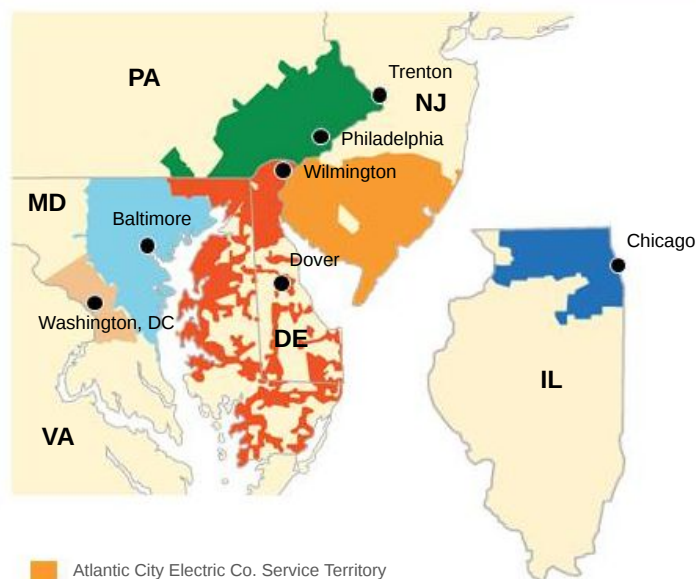 PA
Trenton
NJ
Philadelphia
Wilmington
MD
Baltimore
Chicago
Dover
Washington, DC
DE
IL
VA
Atlantic City Electric Co. Service Territory